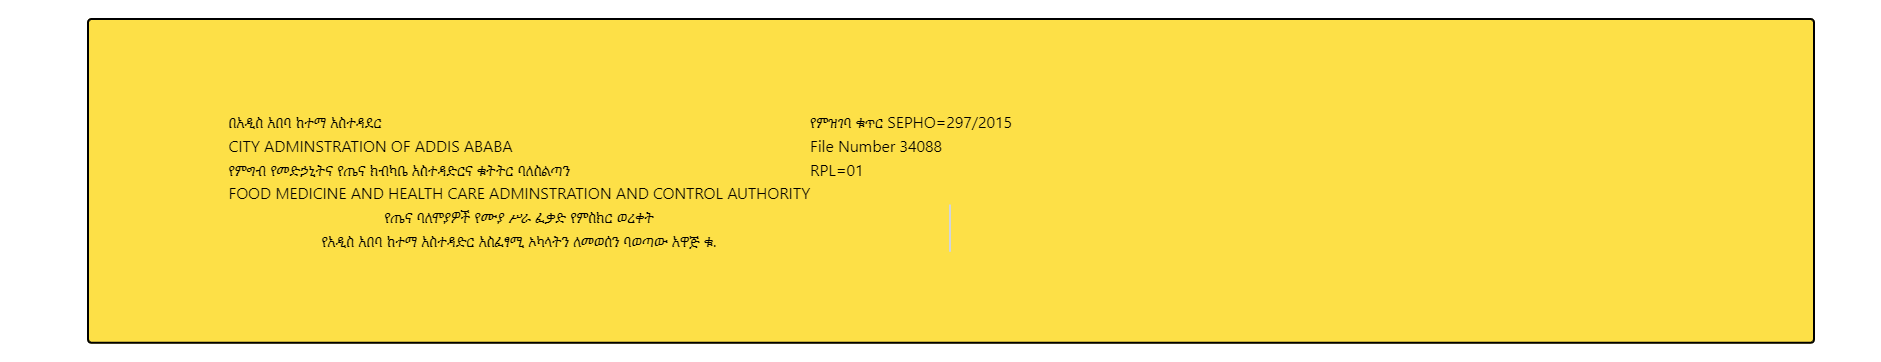 በአዲስ አበባ ከተማ አስተዳደር
CITY ADMINSTRATION OF ADDIS ABABA
የምግብ የመድኃኒትና የጤና ክብካቤ አስተዳድርና ቁትትር ባለስልጣን
FOOD MEDICINE AND HEALTH CARE ADMINSTRATION AND CONTROL AUTHORITY
የጤና ባለሞያዎች የሙያ ሥራ ፈቃድ የምስክር ወረቀት
የአዲስ አበባ ከተማ አስተዳድር አስፈፃሚ አካላትን ለመወሰን ባወጣው አዋጅ ቁ.
የምዝገባ ቁጥር SEPHO=297/2015
File Number 34088
RPL=01